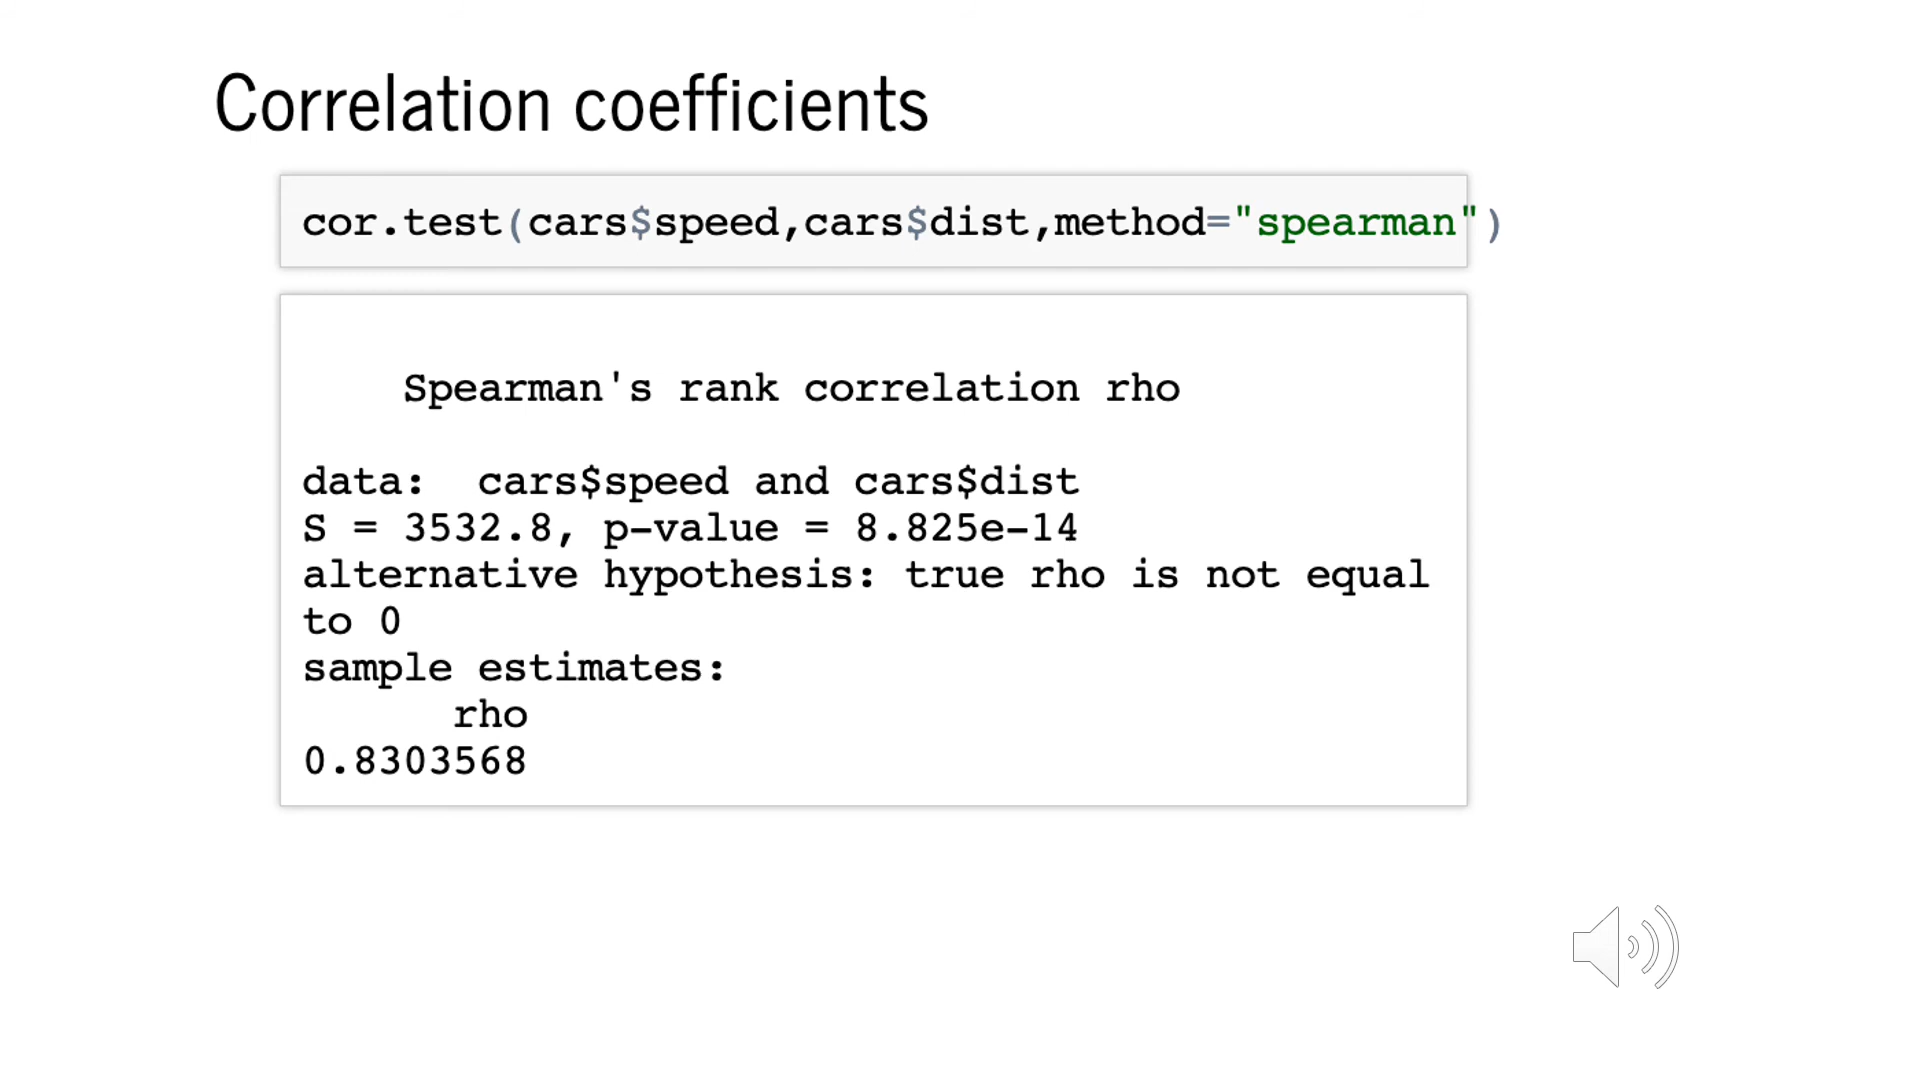 Correlation coefficients
cor.test(cars$speed,cars$dist,method="spearman")
Spearman's rank correlation rho
data:  cars$speed and cars$dist
S = 3532.8, p-value = 8.825e-14
alternative hypothesis: true rho is not equal
to 0
sample estimates:
rho
0.8303568